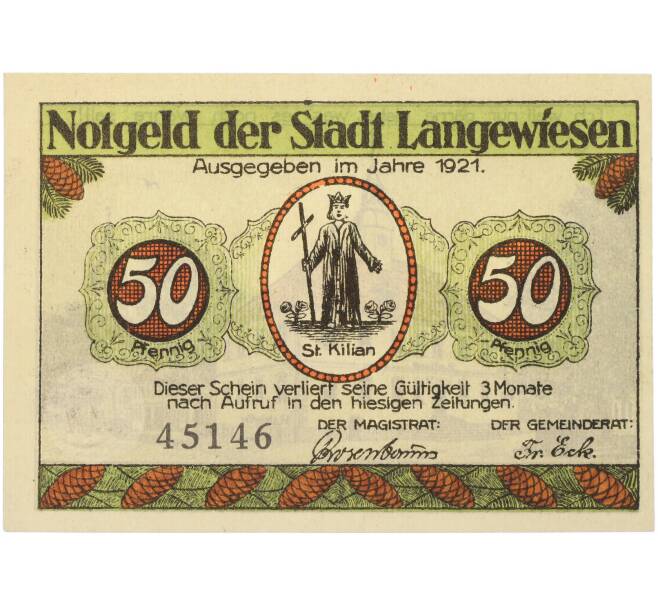 Notgeld der Stadt Langewiesen
Ausgegeben im Jahre 1921.
50
Pfennig
St. Kilian
50
Pfennig
Dieser Schein verliert seine Gültigkeit 3 Monate
nach Aufruf in den hiesigen Zeitungen.
45146
DER MAGISTRAT:
DER GEMEINDERAT:
Rosenbaum
Fr. Eck.